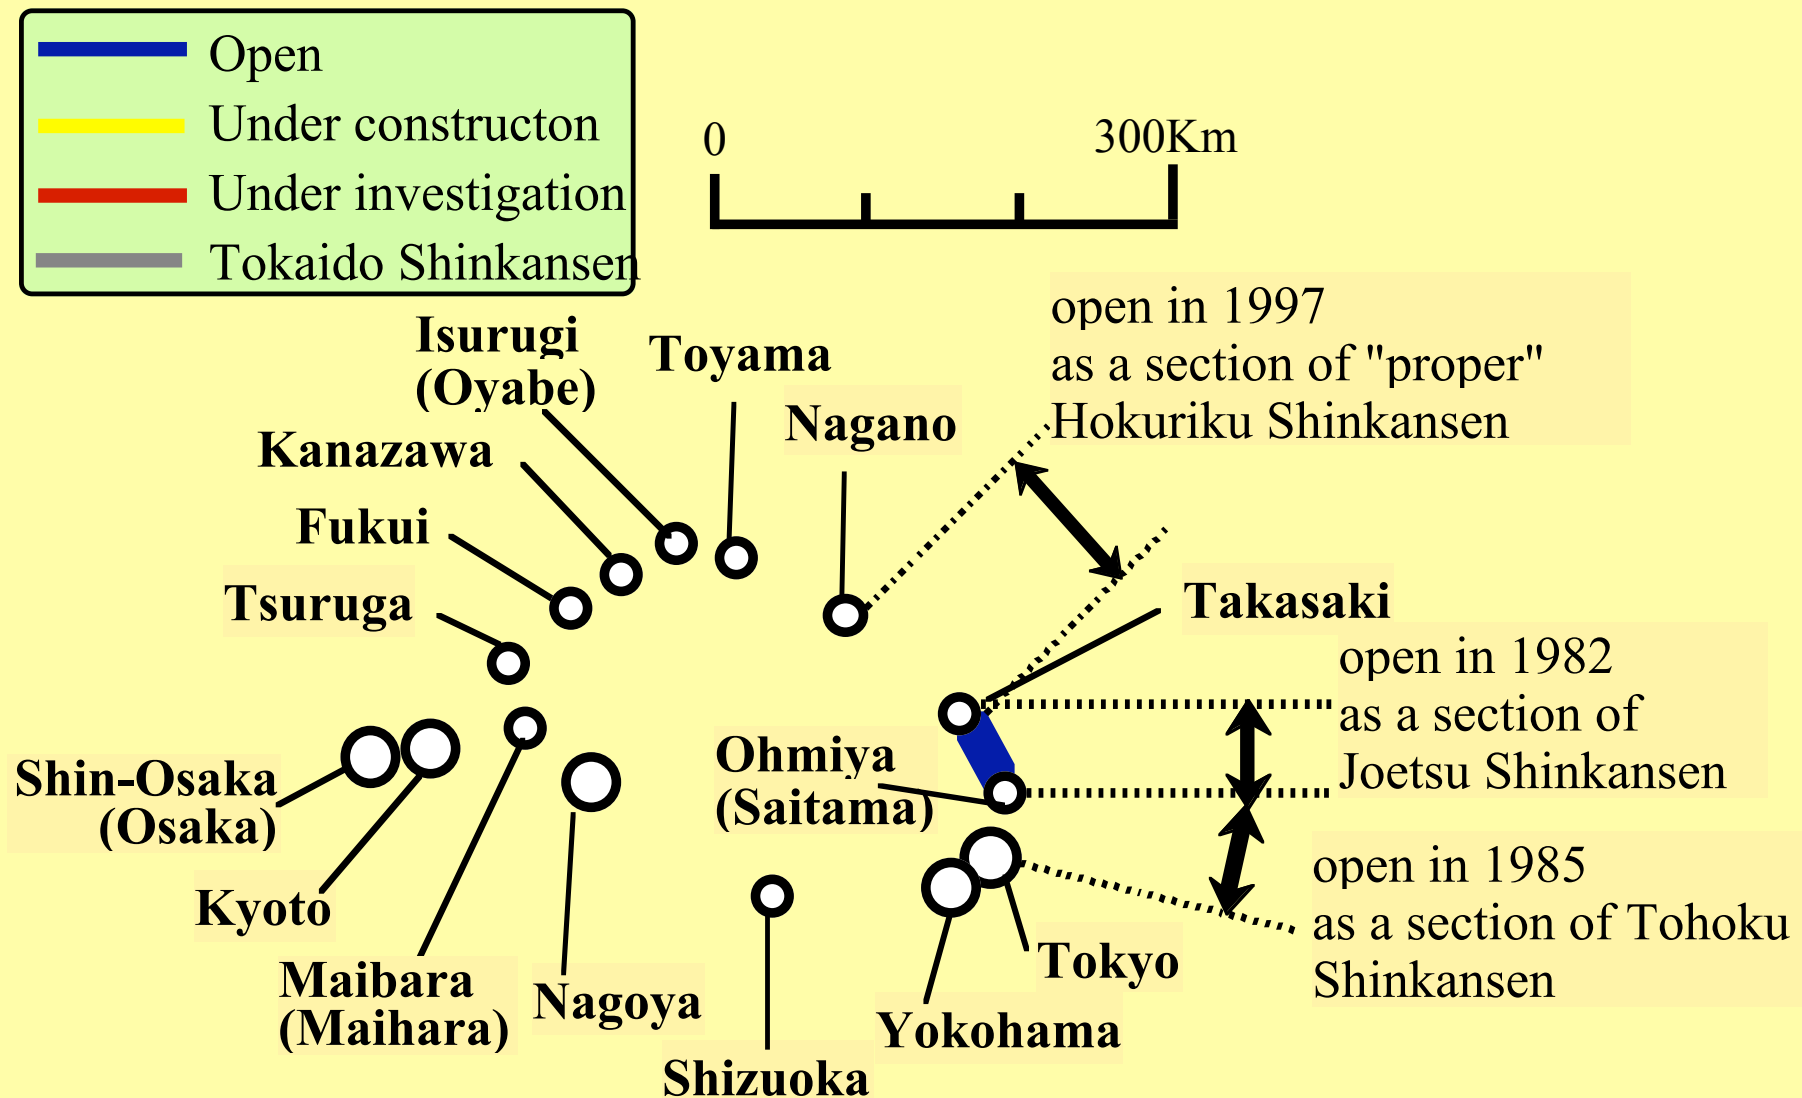 Open
Under constructon
Under investigation
Tokaido Shinkansen
0
300Km
open in 1997
as a section of "proper"
Hokuriku Shinkansen
Isurugi
(Oyabe)
Toyama
Nagano
Kanazawa
Fukui
Tsuruga
Takasaki
open in 1982
as a section of
Joetsu Shinkansen
Ohmiya
(Saitama)
Shin-Osaka
(Osaka)
Kyoto
open in 1985
as a section of Tohoku
Shinkansen
Maibara
(Maihara)
Nagoya
Tokyo
Yokohama
Shizuoka